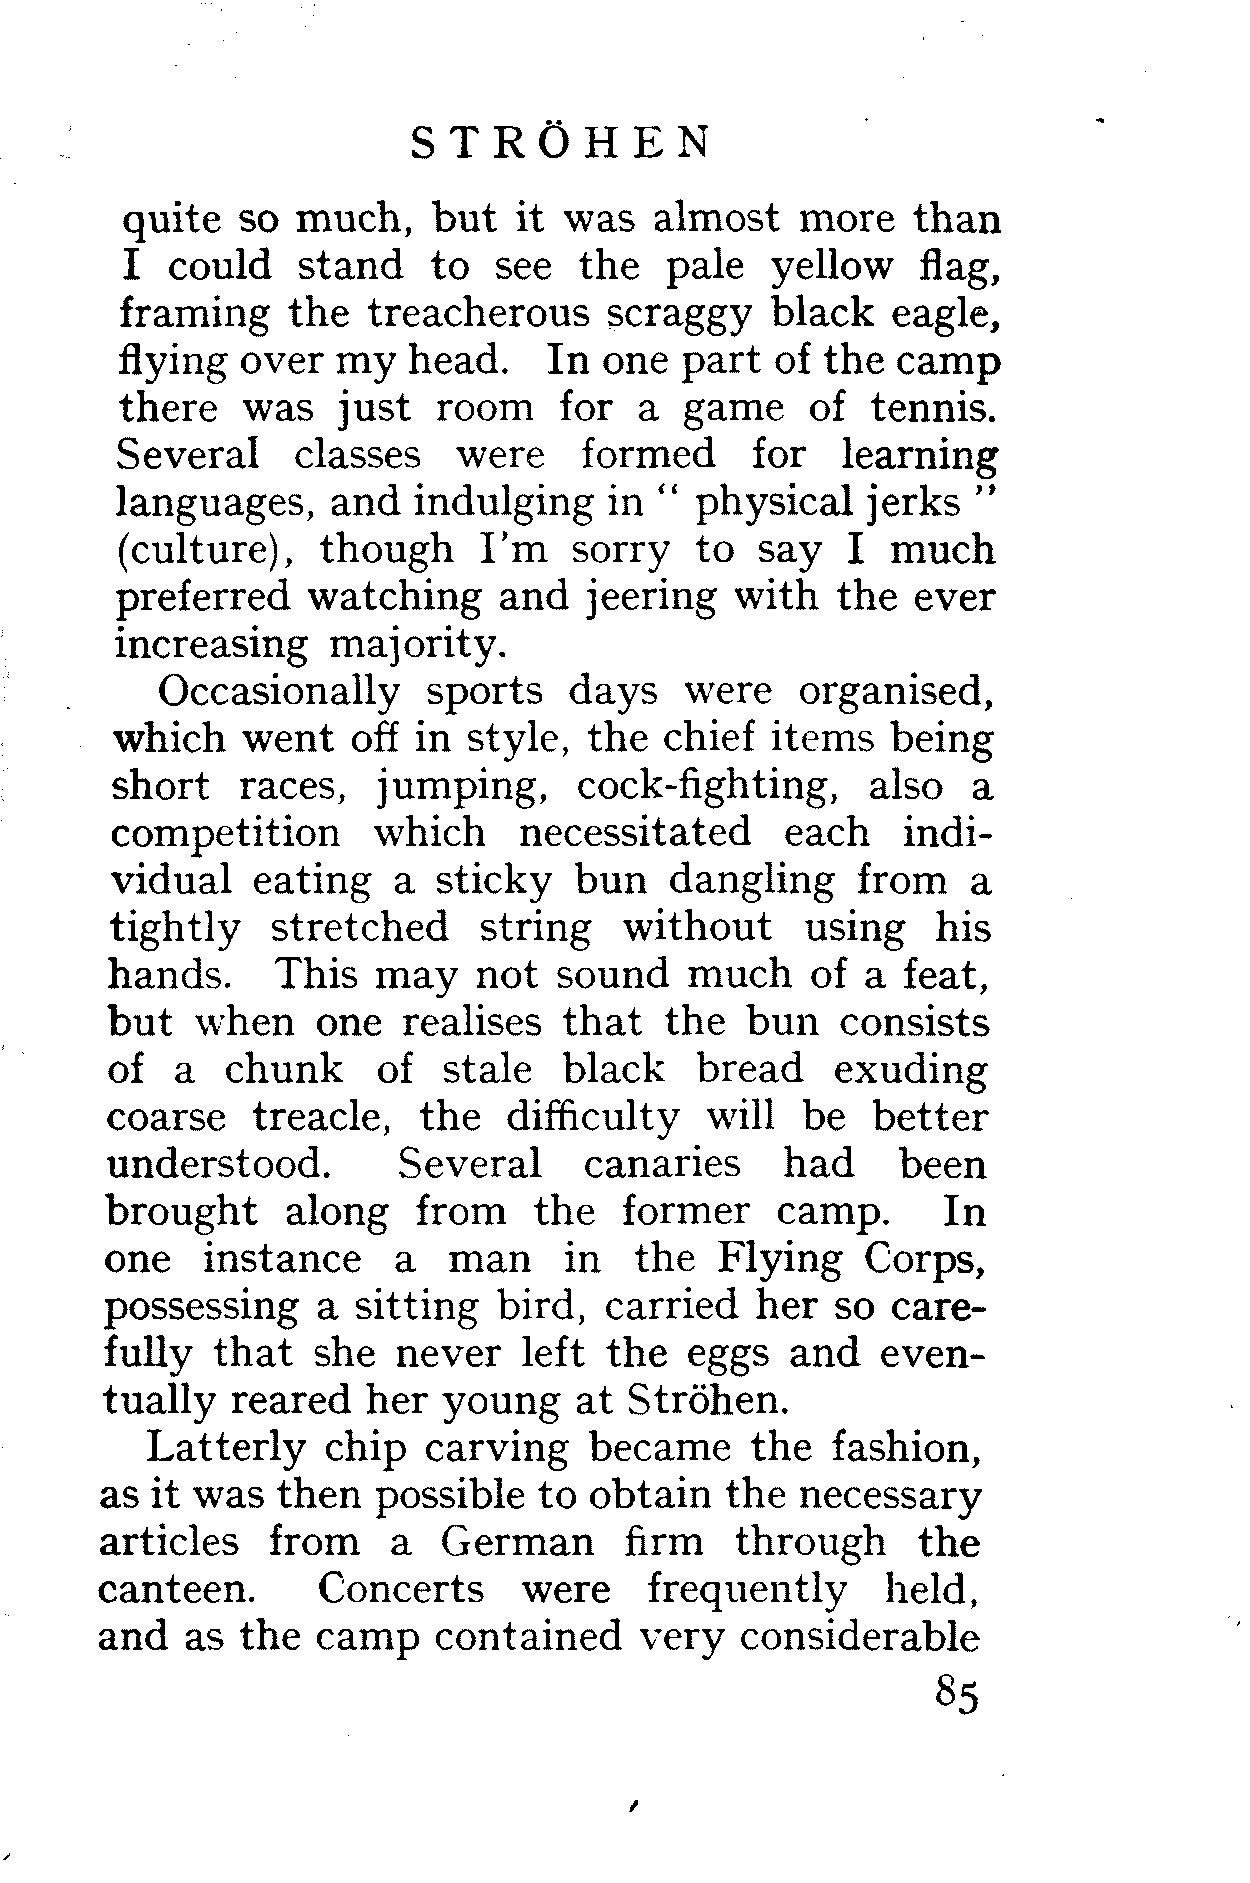 STRÖHEN
quite so much, but it was almost more than
I could stand to see the pale yellow flag,
framing the treacherous scraggy black eagle,
flying over my head. In one part of the camp
there was just room for a game of tennis.
Several classes were formed for learning
languages, and indulging in “ physical jerks ”
(culture), though I'm sorry to say I much
preferred watching and jeering with the ever
increasing majority.
Occasionally sports days were organised,
which went off in style, the chief items being
short races, jumping, cock-fighting, also a
competition which necessitated each indi-
vidual eating a sticky bun dangling from a
tightly stretched string without using his
hands. This may not sound much of a feat,
but when one realises that the bun consists
of a chunk of stale black bread exuding
coarse treacle, the difficulty will be better
understood. Several canaries had been
brought along from the former camp. In
one instance a man in the Flying Corps,
possessing a sitting bird, carried her so care-
fully that she never left the eggs and even-
tually reared her young at Ströhen.
Latterly chip carving became the fashion,
as it was then possible to obtain the necessary
articles from a German firm through the
canteen. Concerts were frequently held,
and as the camp contained very considerable
85